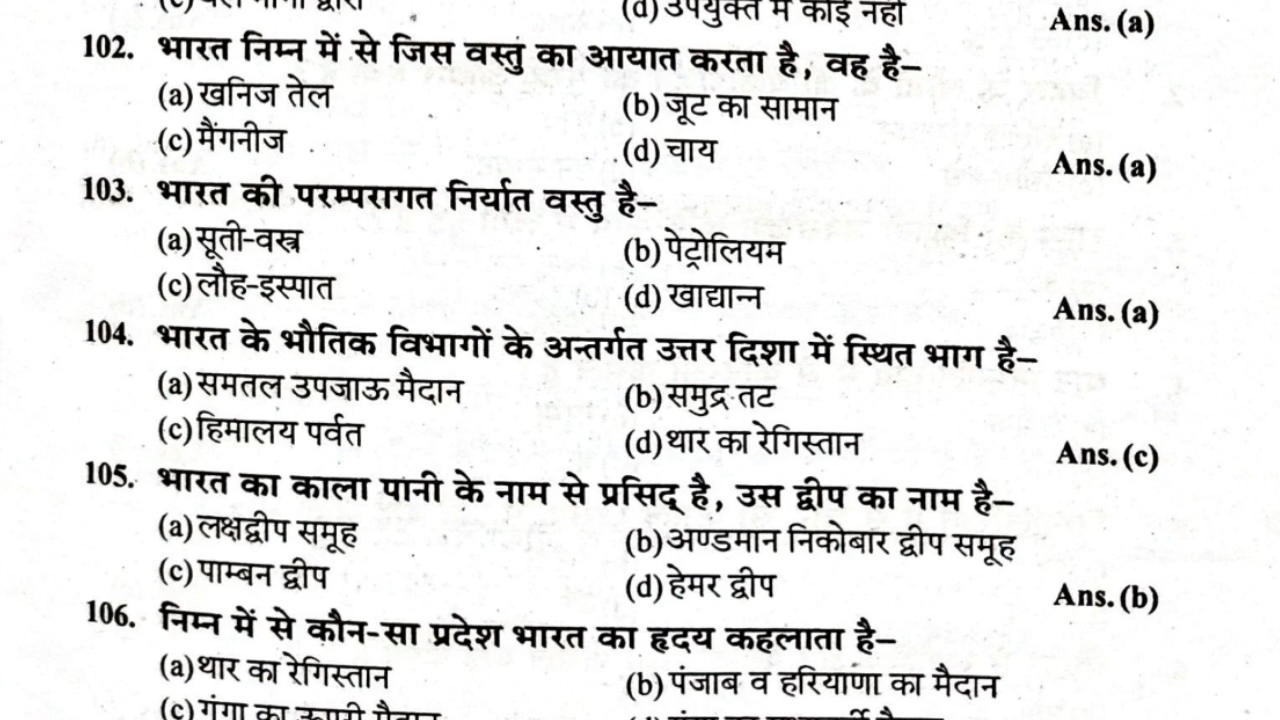 (d) उपर्युक्त में कोई नहीं
Ans. (a)
102. भारत निम्न में से जिस वस्तु का आयात करता है, वह है–
(a) खनिज तेल (b) जूट का सामान
(c) मैंगनीज (d) चाय
Ans. (a)
103. भारत की परम्परागत निर्यात वस्तु है–
(a) सूती-वस्त्र (b) पेट्रोलियम
(c) लौह-इस्पात (d) खाद्यान्न
Ans. (a)
104. भारत के भौतिक विभागों के अन्तर्गत उत्तर दिशा में स्थित भाग है–
(a) समतल उपजाऊ मैदान (b) समुद्र तट
(c) हिमालय पर्वत (d) थार का रेगिस्तान
Ans. (c)
105. भारत का काला पानी के नाम से प्रसिद् है, उस द्वीप का नाम है–
(a) लक्षद्वीप समूह (b) अण्डमान निकोबार द्वीप समूह
(c) पाम्बन द्वीप (d) हेमर द्वीप
Ans. (b)
106. निम्न में से कौन-सा प्रदेश भारत का हृदय कहलाता है–
(a) थार का रेगिस्तान (b) पंजाब व हरियाणा का मैदान
(c) गंगा का